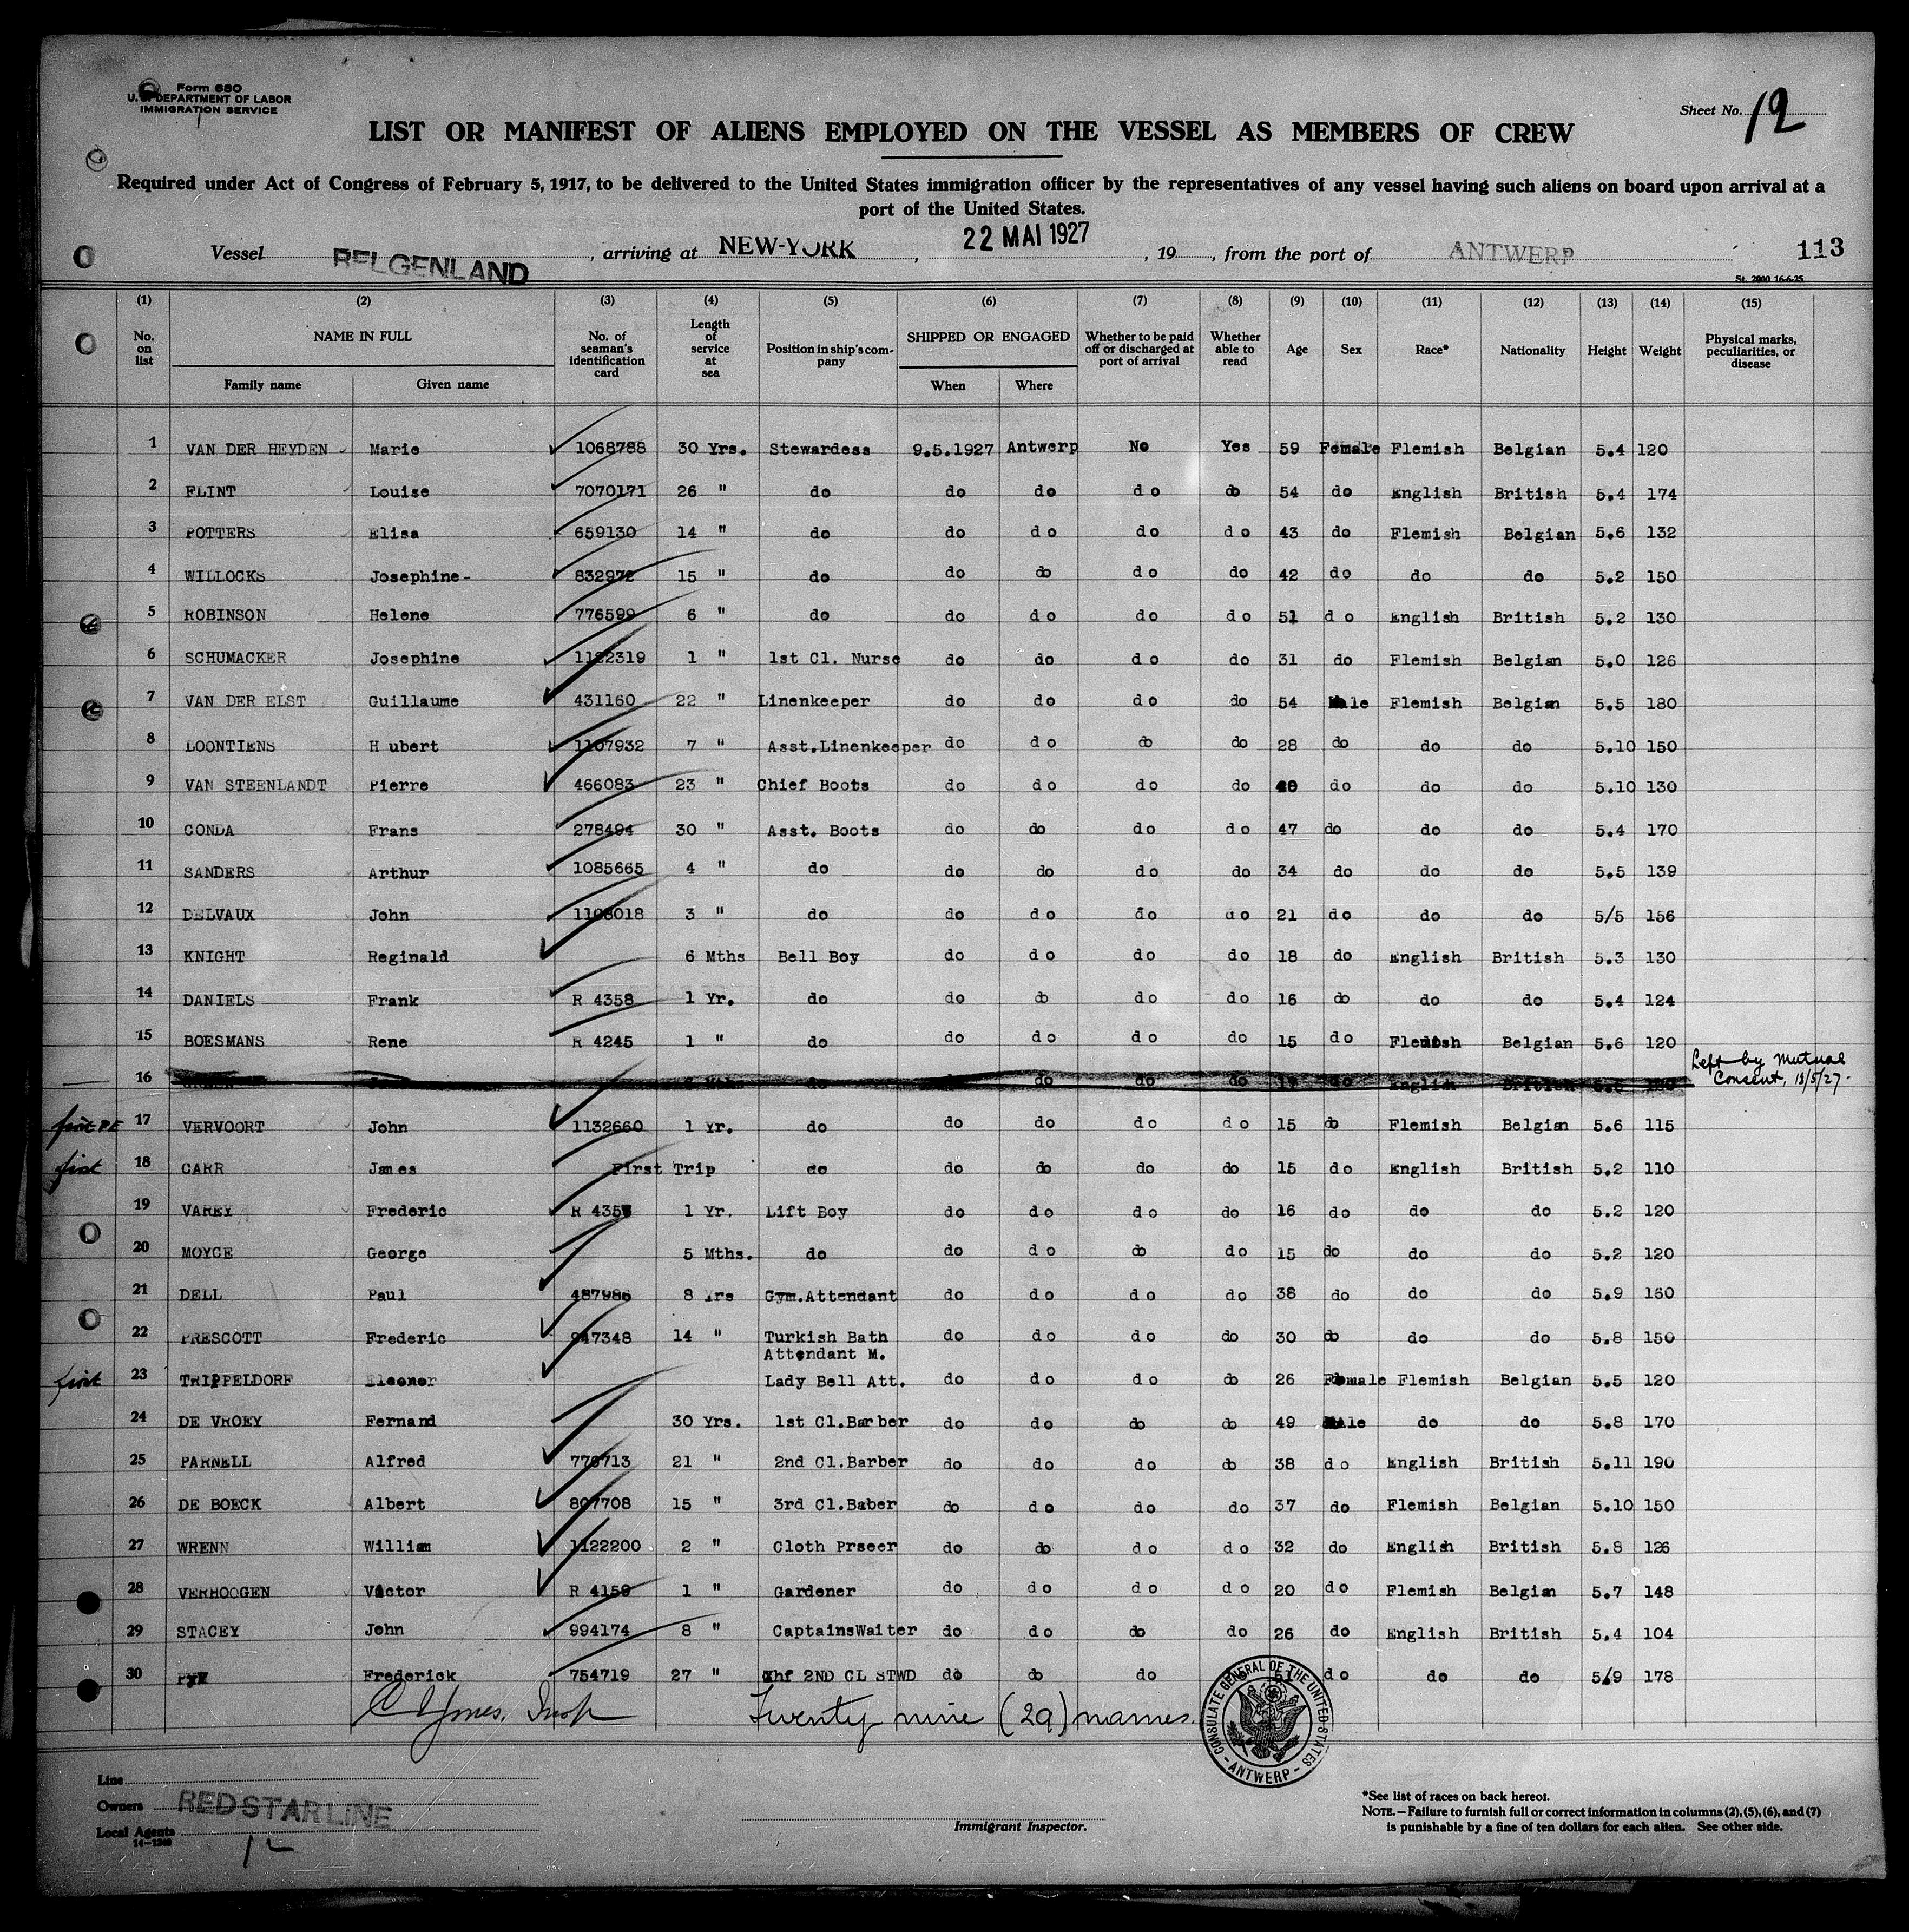 Form 680
U.S. DEPARTMENT OF LABOR
IMMIGRATION SERVICE
Sheet No. 12
LIST OR MANIFEST OF ALIENS EMPLOYED ON THE VESSEL AS MEMBERS OF CREW
Required under Act of Congress of February 5, 1917, to be delivered to the United States immigration officer by the representatives of any vessel having such aliens on board upon arrival at a
port of the United States.
Vessel BELGENLAND, arriving at NEW-YORK, 22 MAI 1927, 19, from the port of ANTWERP 113
St. 2000 16-6-25
(1) (2) (3) (4) (5) (6) (7) (8) (9) (10) (11) (12) (13) (14) (15)
No. on list NAME IN FULL Family name Given name No. of seaman's identification card Length of service at sea Position in ship's company SHIPPED OR ENGAGED When Where Whether to be paid off or discharged at port of arrival Whether able to read Age Sex Race* Nationality Height Weight Physical marks, peculiarities, or disease
1 VAN DER HEYDEN Marie 1068788 30 Yrs. Stewardess 9.5.1927 Antwerp No Yes 59 Female Flemish Belgian 5.4 120
2 FLINT Louise 7070171 26 " do do do do do 54 do English British 5.4 174
3 POTTERS Elisa 659130 14 " do do do do do 43 do Flemish Belgian 5.6 132
4 WILLOCKS Josephine- 832972 15 " do do do do do 42 do do do 5.2 150
5 ROBINSON Helene 776599 6 " do do do do do 51 do English British 5.2 130
6 SCHUMACKER Josephine 1122319 1 " 1st Cl. Nurse do do do do 31 do Flemish Belgian 5.0 126
7 VAN DER ELST Guillaume 431160 22 " Linenkeeper do do do do 54 Male Flemish Belgian 5.5 180
8 LOONTIENS H ubert 1107932 7 " Asst.Linenkeeper do do do do 28 do do do 5.10 150
9 VAN STEENLANDT Pierre 466083 23 " Chief Boots do do do do do do do 5.10 130
10 CONDA Frans 278494 30 " Asst. Boots do do do do 47 do do do 5.4 170
11 SANDERS Arthur 1085665 4 " do do do do do 34 do do do 5.5 139
12 DELVAUX John 1108018 3 " do do do do do 21 do do do 5/5 156
13 KNIGHT Reginald 6 Mths Bell Boy do do do do 18 do English British 5.3 130
14 DANIELS Frank R 4358 1 Yr. do do do do do 16 do do do 5.4 124
15 BOESMANS Rene R 4245 1 " do do do do do 15 do Flemish Belgian 5.6 120
16 do do do do do English British Left by Mutual
Consent, 18/5/27.
first PE 17 VERVOORT John 1132660 1 Yr. do do do do do 15 do Flemish Belgian 5.6 115
first 18 CARR James First Trip do do do do do 15 do English British 5.2 110
19 VAREY Frederic R 4357 1 Yr. Lift Boy do do do do 16 do do do 5.2 120
20 MOYCE George 5 Mths. do do do do do 15 do do do 5.2 120
21 DELL Paul 487986 8 Yrs Gym.Attendant do do do do 38 do do do 5.9 160
22 PRESCOTT Frederic 947348 14 " Turkish Bath do do do do 30 do do do 5.8 150
Attendant M.
first 23 TRIPPELDORF Eleonor Lady Bell Att. do do do do 26 Female Flemish Belgian 5.5 120
24 DE VROEY Fernand 30 Yrs. 1st Cl.Barber do do do do 49 Male do do 5.8 170
25 PARNELL Alfred 776713 21 " 2nd Cl.Barber do do do do 38 do English British 5.11 190
26 DE BOECK Albert 807708 15 " 3rd Cl.Baber do do do do 37 do Flemish Belgian 5.10 150
27 WRENN William 1122200 2 " Cloth Prseer do do do do 32 do English British 5.8 126
28 VERHOOGEN Victor R 4159 1 " Gardener do do do do 20 do Flemish Belgian 5.7 148
29 STACEY John 994174 8 " CaptainsWaiter do do do do 26 do English British 5.4 104
30 Frederick 754719 27 " Chf 2ND CL STWD do do do 51 do do do 5/9 178
Twenty nine (29) names.
CONSULATE GENERAL OF THE UNITED STATES - ANTWERP -
Line
Owners RED STAR LINE
Local Agents
14-1240
12
Immigrant Inspector.
*See list of races on back hereof.
NOTE.—Failure to furnish full or correct information in columns (2), (5), (6), and (7)
is punishable by a fine of ten dollars for each alien. See other side.